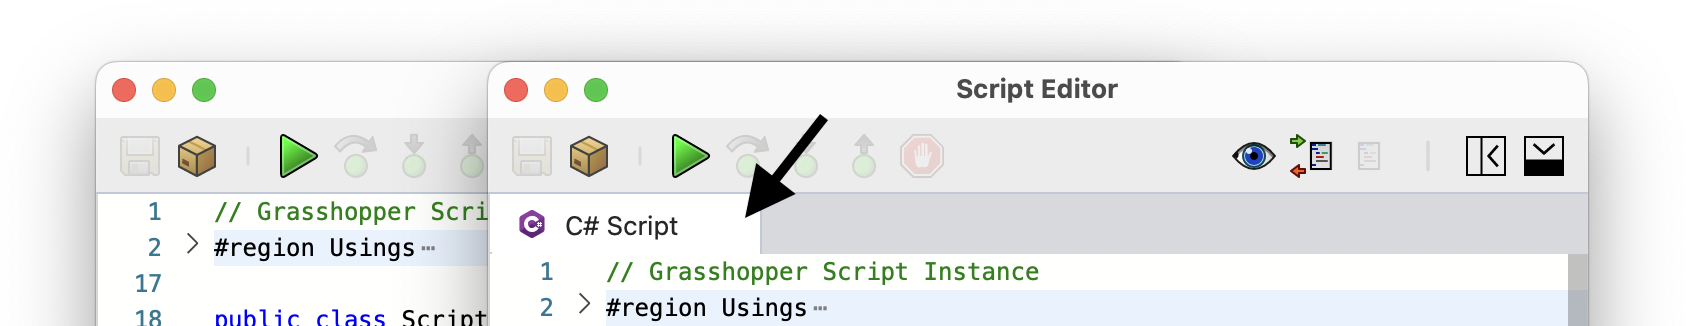 Script Editor
1 // Grasshopper Scri
2 #region Usings…
17
18 public class Script
C# Script
1 // Grasshopper Script Instance
2 #region Usings…